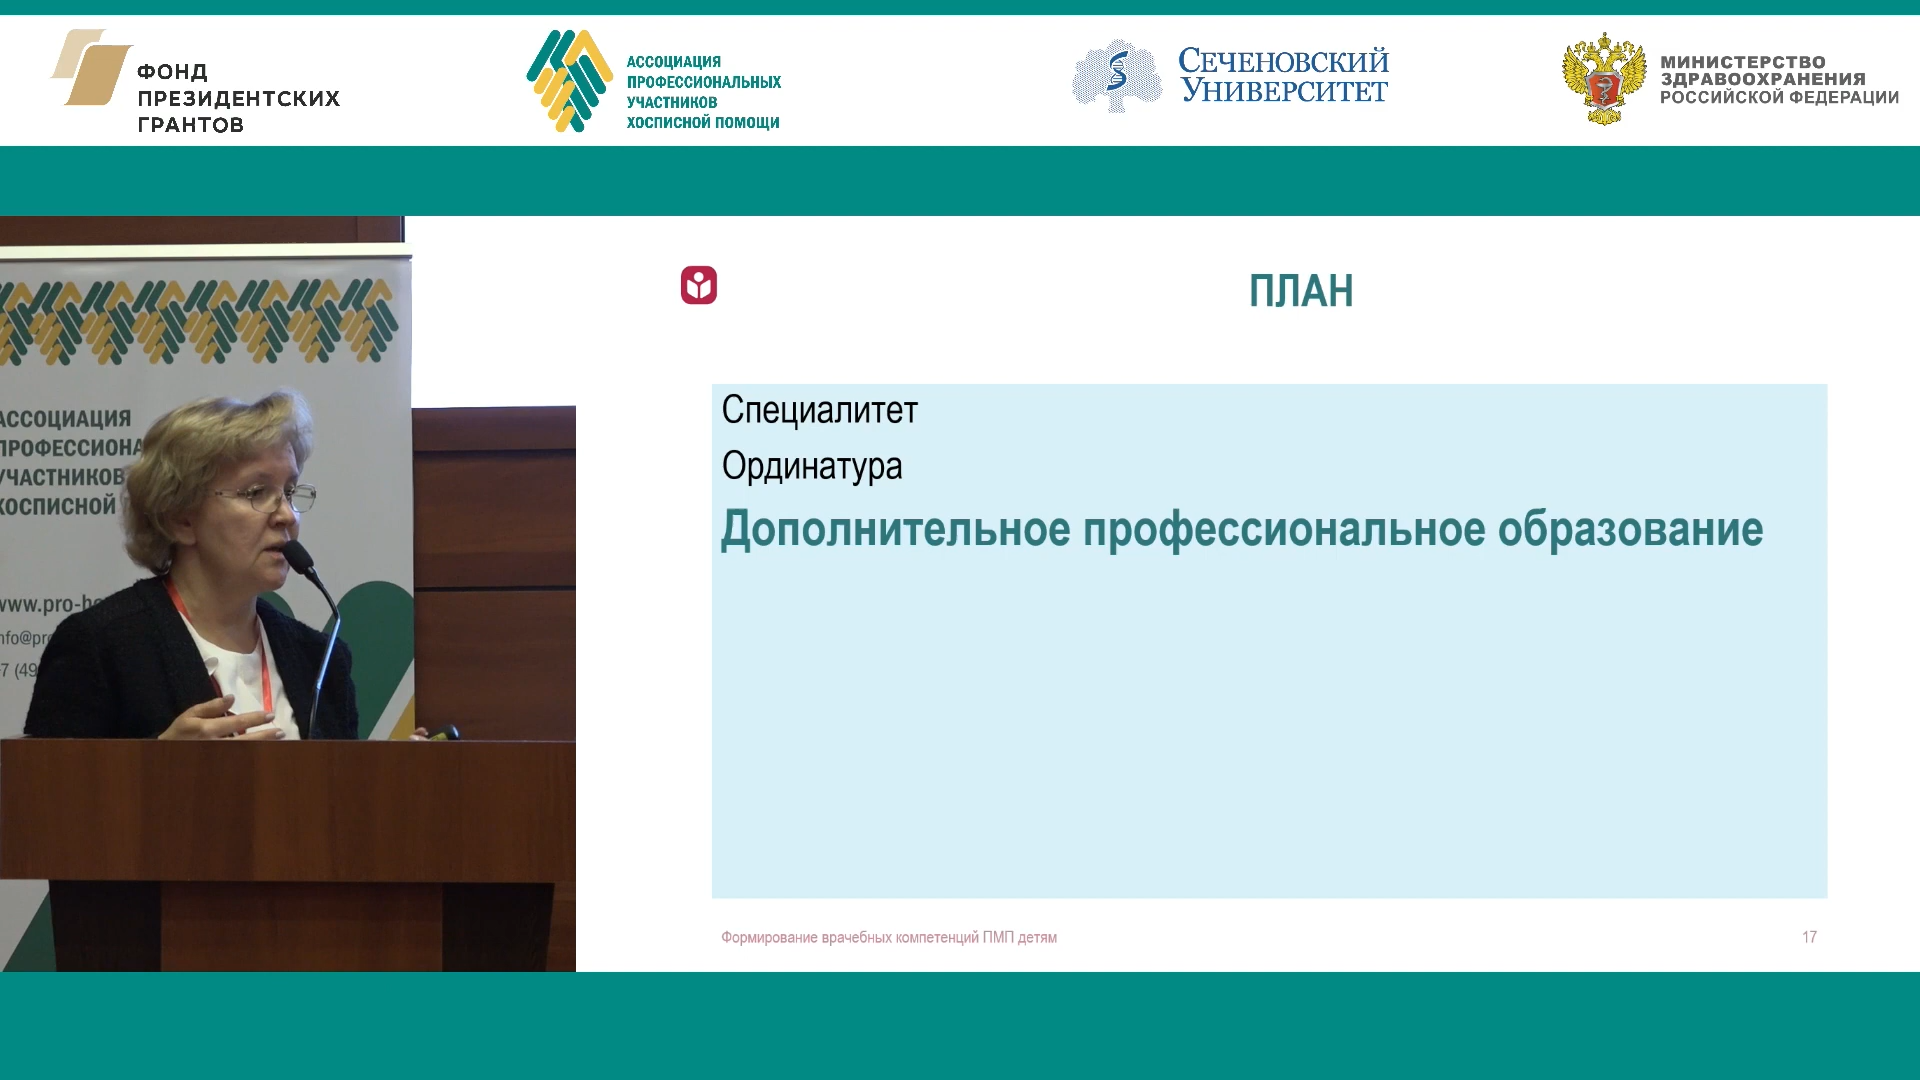 ФОНД
ПРЕЗИДЕНТСКИХ
ГРАНТОВ
АССОЦИАЦИЯ
ПРОФЕССИОНАЛЬНЫХ
УЧАСТНИКОВ
ХОСПИСНОЙ ПОМОЩИ
СЕЧЕНОВСКИЙ
УНИВЕРСИТЕТ
МИНИСТЕРСТВО
ЗДРАВООХРАНЕНИЯ
РОССИЙСКОЙ ФЕДЕРАЦИИ
АССОЦИАЦИЯ
УЧАСТНИКОВ
ХОСПИСНОЙ
ПЛАН
Специалитет
Ординатура
Дополнительное профессиональное образование
Формирование врачебных компетенций ПМП детям
17